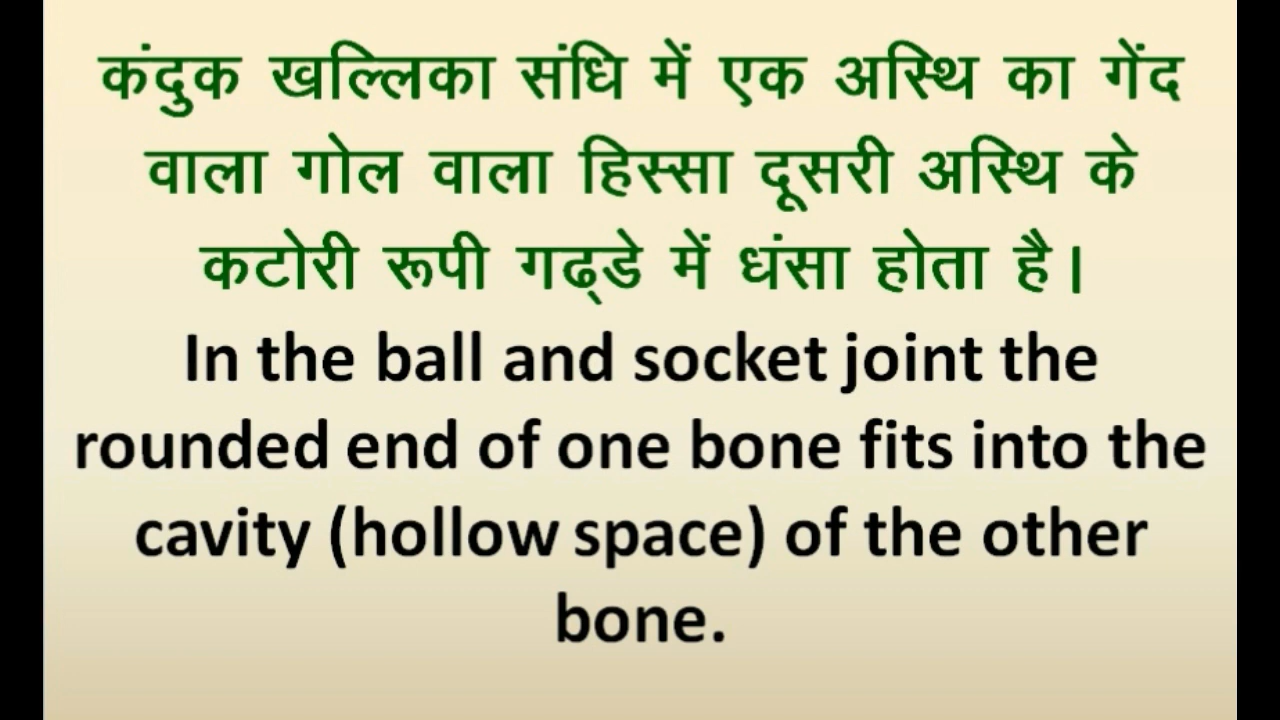 कंदुक खल्लिका संधि में एक अस्थि का गेंद
वाला गोल वाला हिस्सा दूसरी अस्थि के
कटोरी रूपी गढ्डे में धंसा होता है।
In the ball and socket joint the
rounded end of one bone fits into the
cavity (hollow space) of the other
bone.